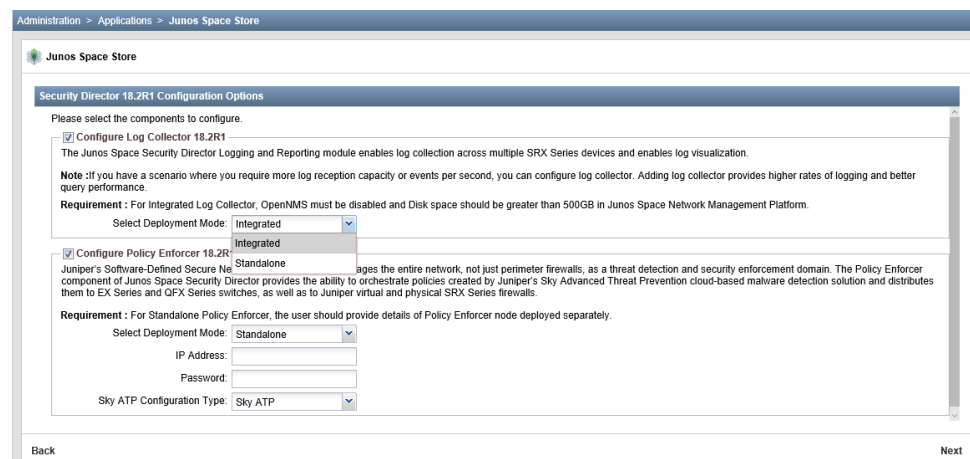 Administration > Applications > Junos Space Store
Junos Space Store
Security Director 18.2R1 Configuration Options
Please select the components to configure.
Configure Log Collector 18.2R1
The Junos Space Security Director Logging and Reporting module enables log collection across multiple SRX Series devices and enables log visualization.
Note :If you have a scenario where you require more log reception capacity or events per second, you can configure log collector. Adding log collector provides higher rates of logging and better
query performance.
Requirement : For Integrated Log Collector, OpenNMS must be disabled and Disk space should be greater than 500GB in Junos Space Network Management Platform.
Select Deployment Mode: Integrated
Integrated
Standalone
Configure Policy Enforcer 18.2R
Juniper's Software-Defined Secure Ne ages the entire network, not just perimeter firewalls, as a threat detection and security enforcement domain. The Policy Enforcer
component of Junos Space Security Director provides the ability to orchestrate policies created by Juniper's Sky Advanced Threat Prevention cloud-based malware detection solution and distributes
them to EX Series and QFX Series switches, as well as to Juniper virtual and physical SRX Series firewalls.
Requirement : For Standalone Policy Enforcer, the user should provide details of Policy Enforcer node deployed separately.
Select Deployment Mode: Standalone
IP Address:
Password:
Sky ATP Configuration Type: Sky ATP
Back Next